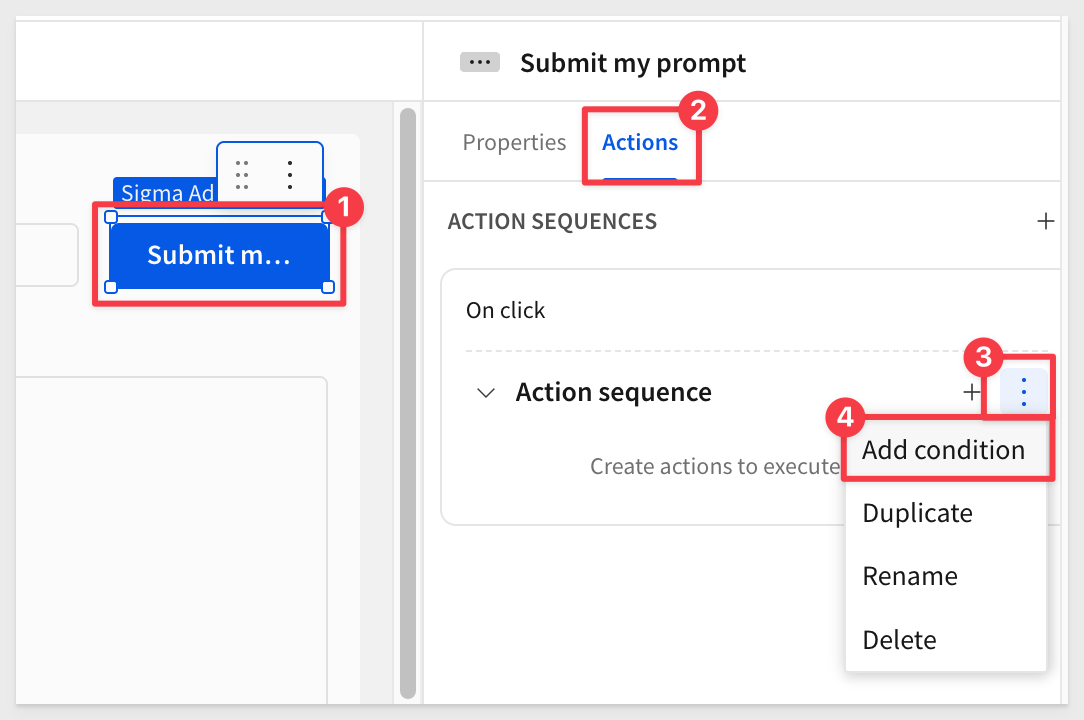 Submit my prompt
Properties
Actions
2
Sigma Ad
1
Submit m...
ACTION SEQUENCES
On click
3
Action sequence
4
Add condition
Create actions to execute
Duplicate
Rename
Delete